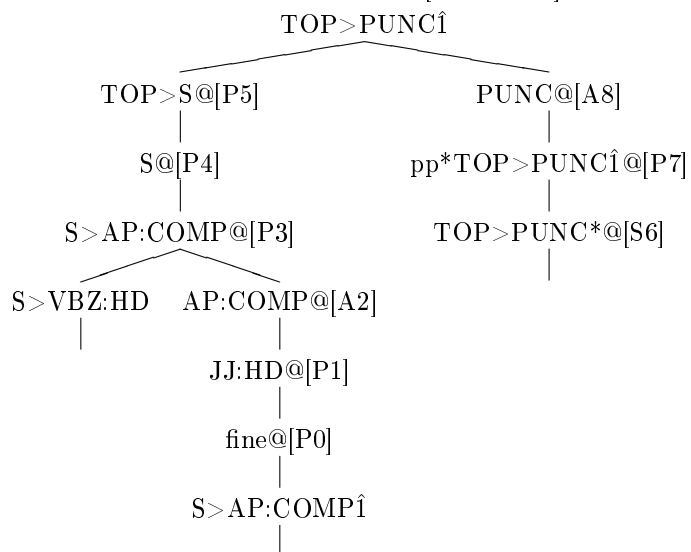 TOP>PUNCÎ
TOP>S@[P5] PUNC@[A8]
S@[P4] pp*TOP>PUNCÎ@[P7]
S>AP:COMP@[P3] TOP>PUNC*@[S6]
S>VBZ:HD AP:COMP@[A2]
JJ:HD@[P1]
fine@[P0]
S>AP:COMPÎ